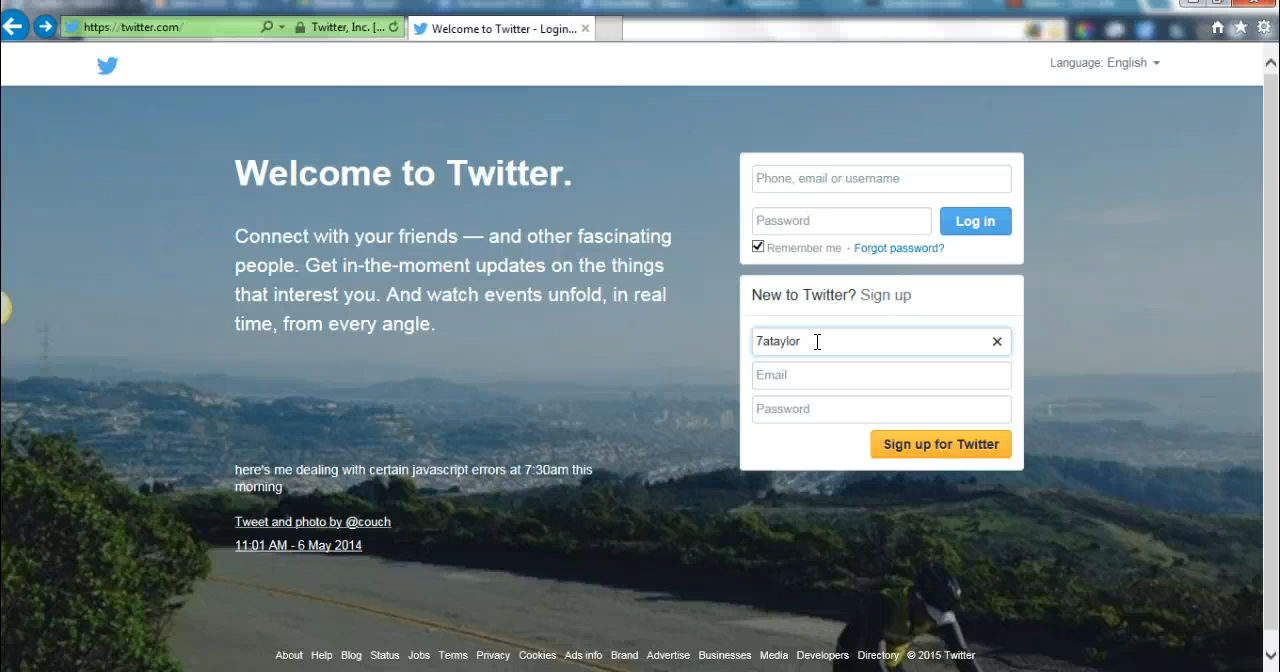 https://twitter.com/
Twitter, Inc. [...
Welcome to Twitter - Login...
Language: English
Welcome to Twitter.
Connect with your friends — and other fascinating
people. Get in-the-moment updates on the things
that interest you. And watch events unfold, in real
time, from every angle.
here's me dealing with certain javascript errors at 7:30am this
morning
Tweet and photo by @couch
11:01 AM - 6 May 2014
Phone, email or username
Password
Log in
Remember me · Forgot password?
New to Twitter? Sign up
7ataylor
Email
Password
Sign up for Twitter
About Help Blog Status Jobs Terms Privacy Cookies Ads info Brand Advertise Businesses Media Developers Directory © 2015 Twitter